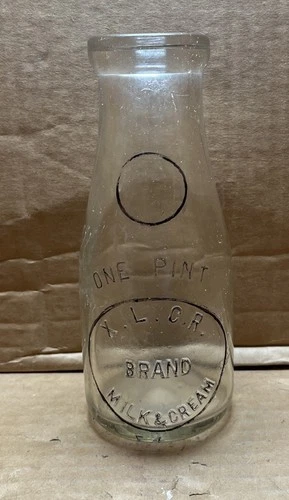 ONE PINT
X.L.C.R.
BRAND
MILK & CREAM